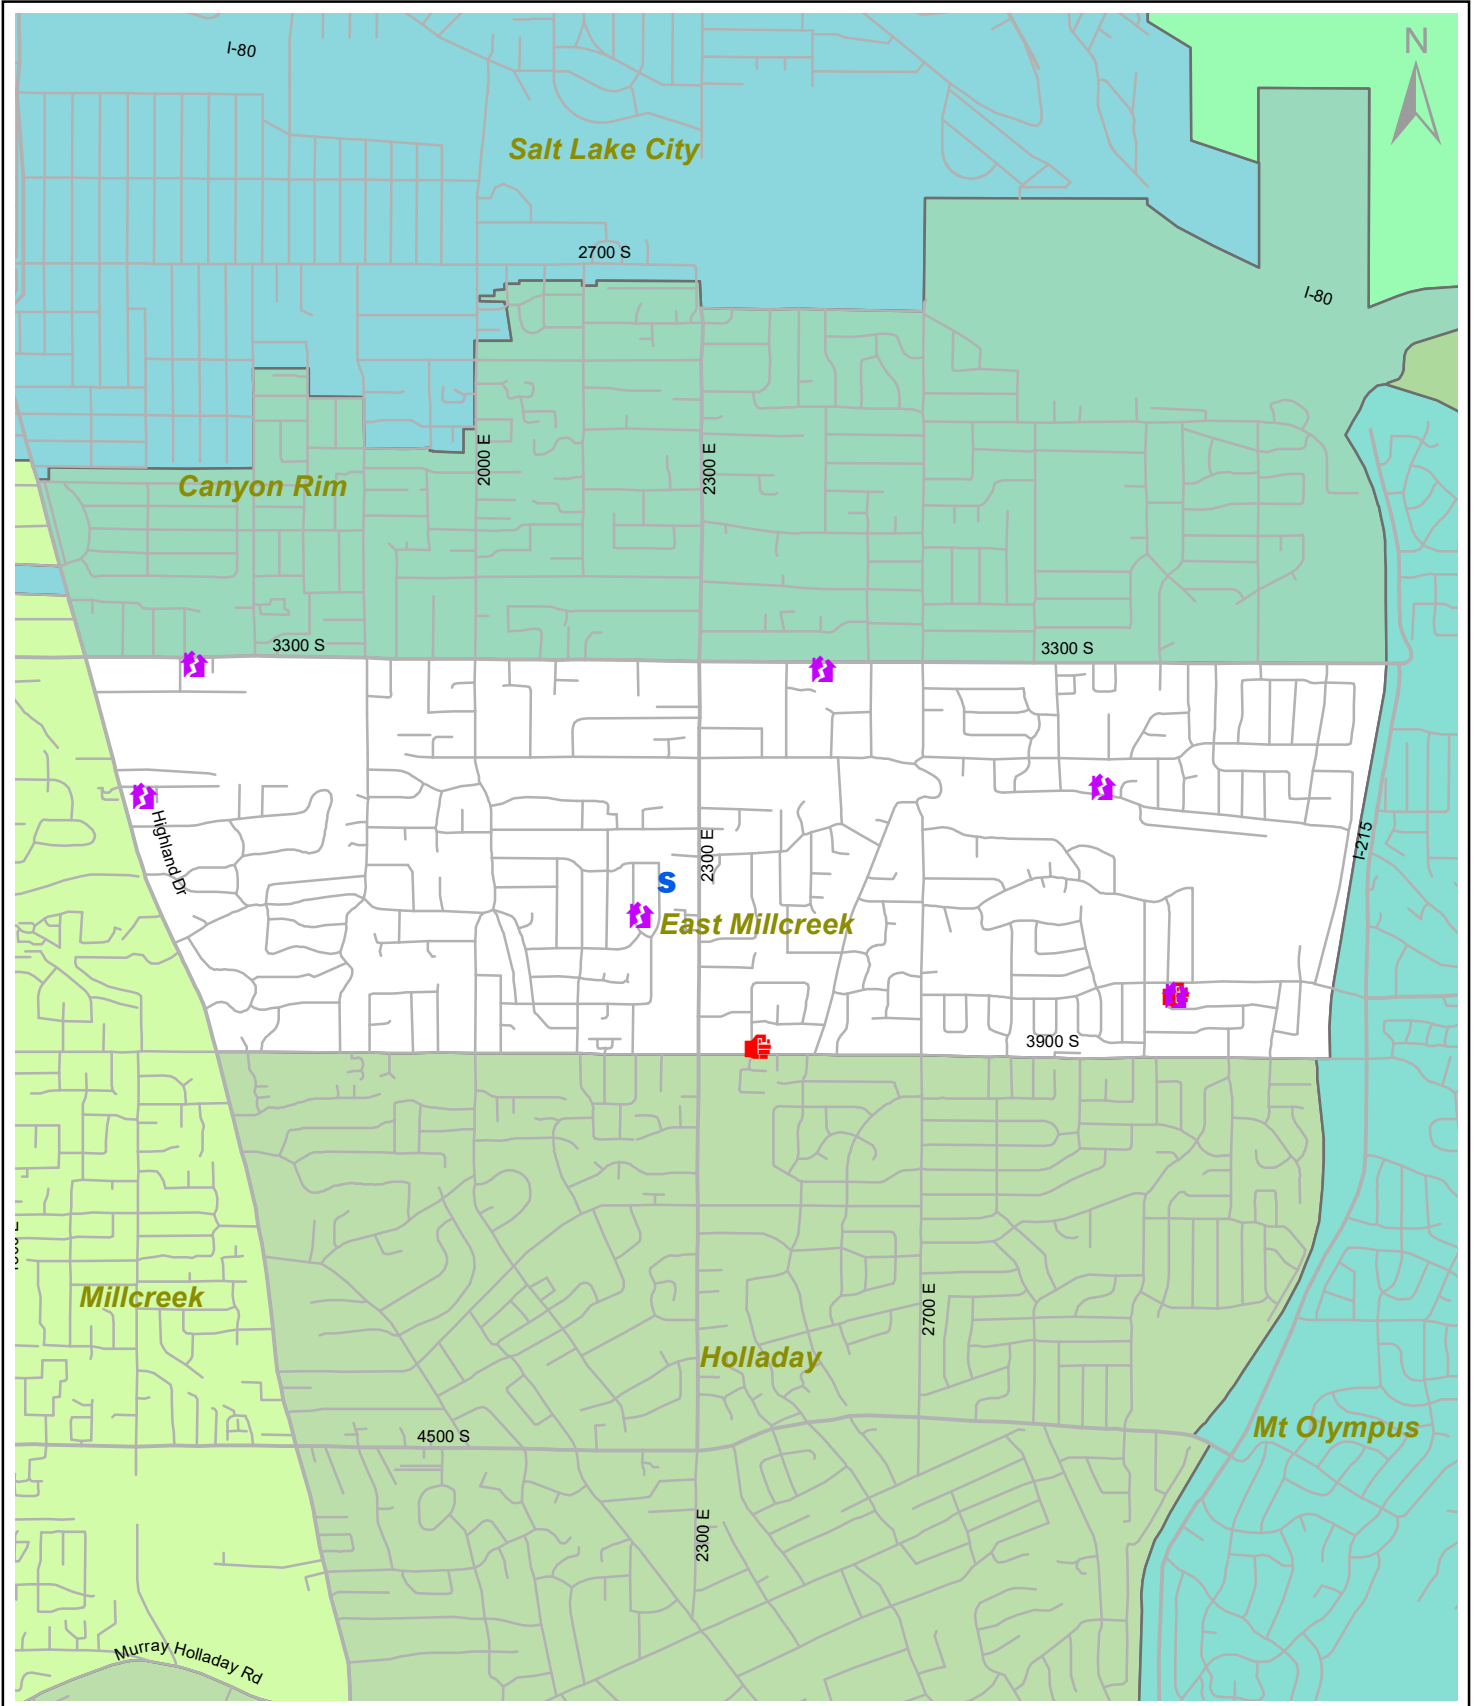 I-80
N
Salt Lake City
2700 S
I-80
2000 E
2300 E
Canyon Rim
3300 S
3300 S
Highland Dr
2300 E
I-215
S
East Millcreek
3900 S
Millcreek
2700 E
Holladay
Mt Olympus
4500 S
2300 E
Murray Holladay Rd